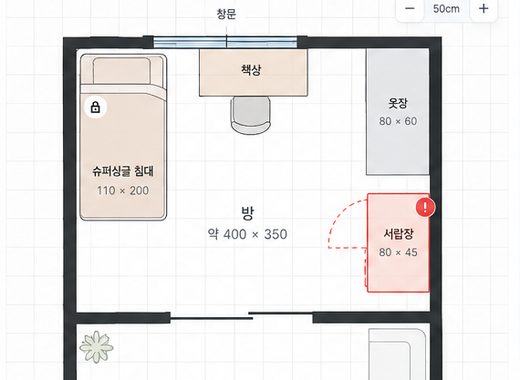 창문
− 50cm +
책상
옷장
80 × 60
슈퍼싱글 침대
110 × 200
방
약 400 × 350
!
서랍장
80 × 45